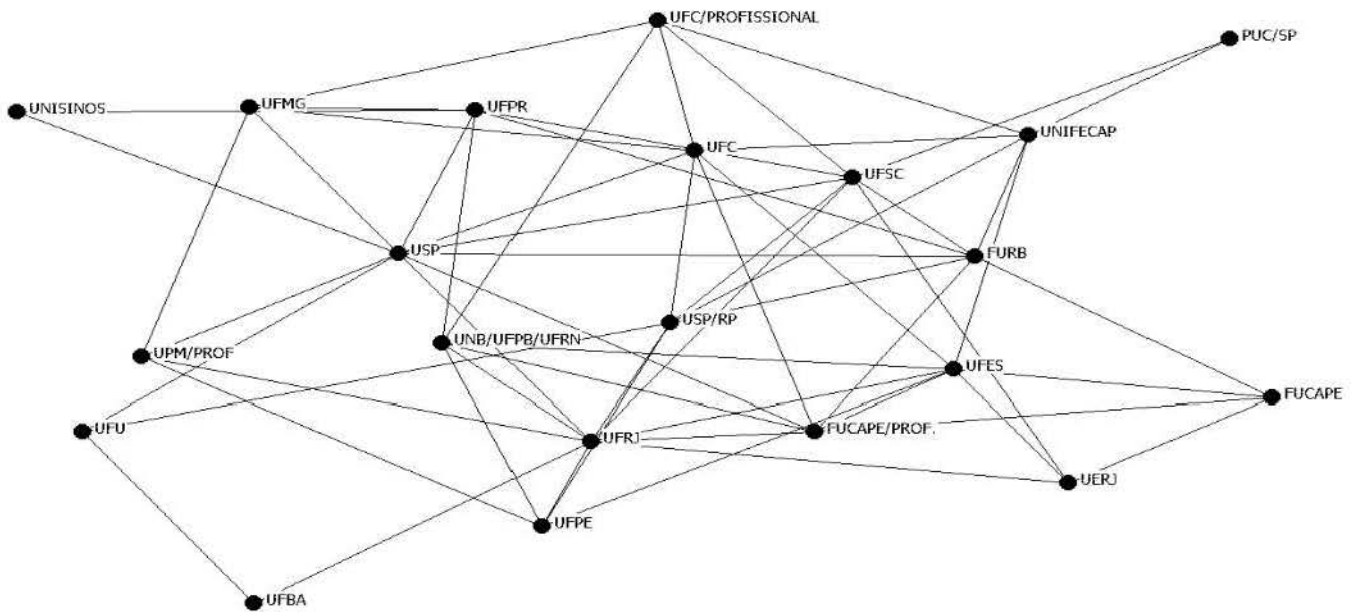 UFC/PROFISSIONAL
PUC/SP
UNISINOS
UFMG
UFPR
UNIFECAP
UFC
UFSC
USP
FURB
USP/RP
UPM/PROF
UNB/UFPB/UFRN
UFES
FUCAPE
UFU
UFRJ
FUCAPE/PROF.
UERJ
UFPE
UFBA